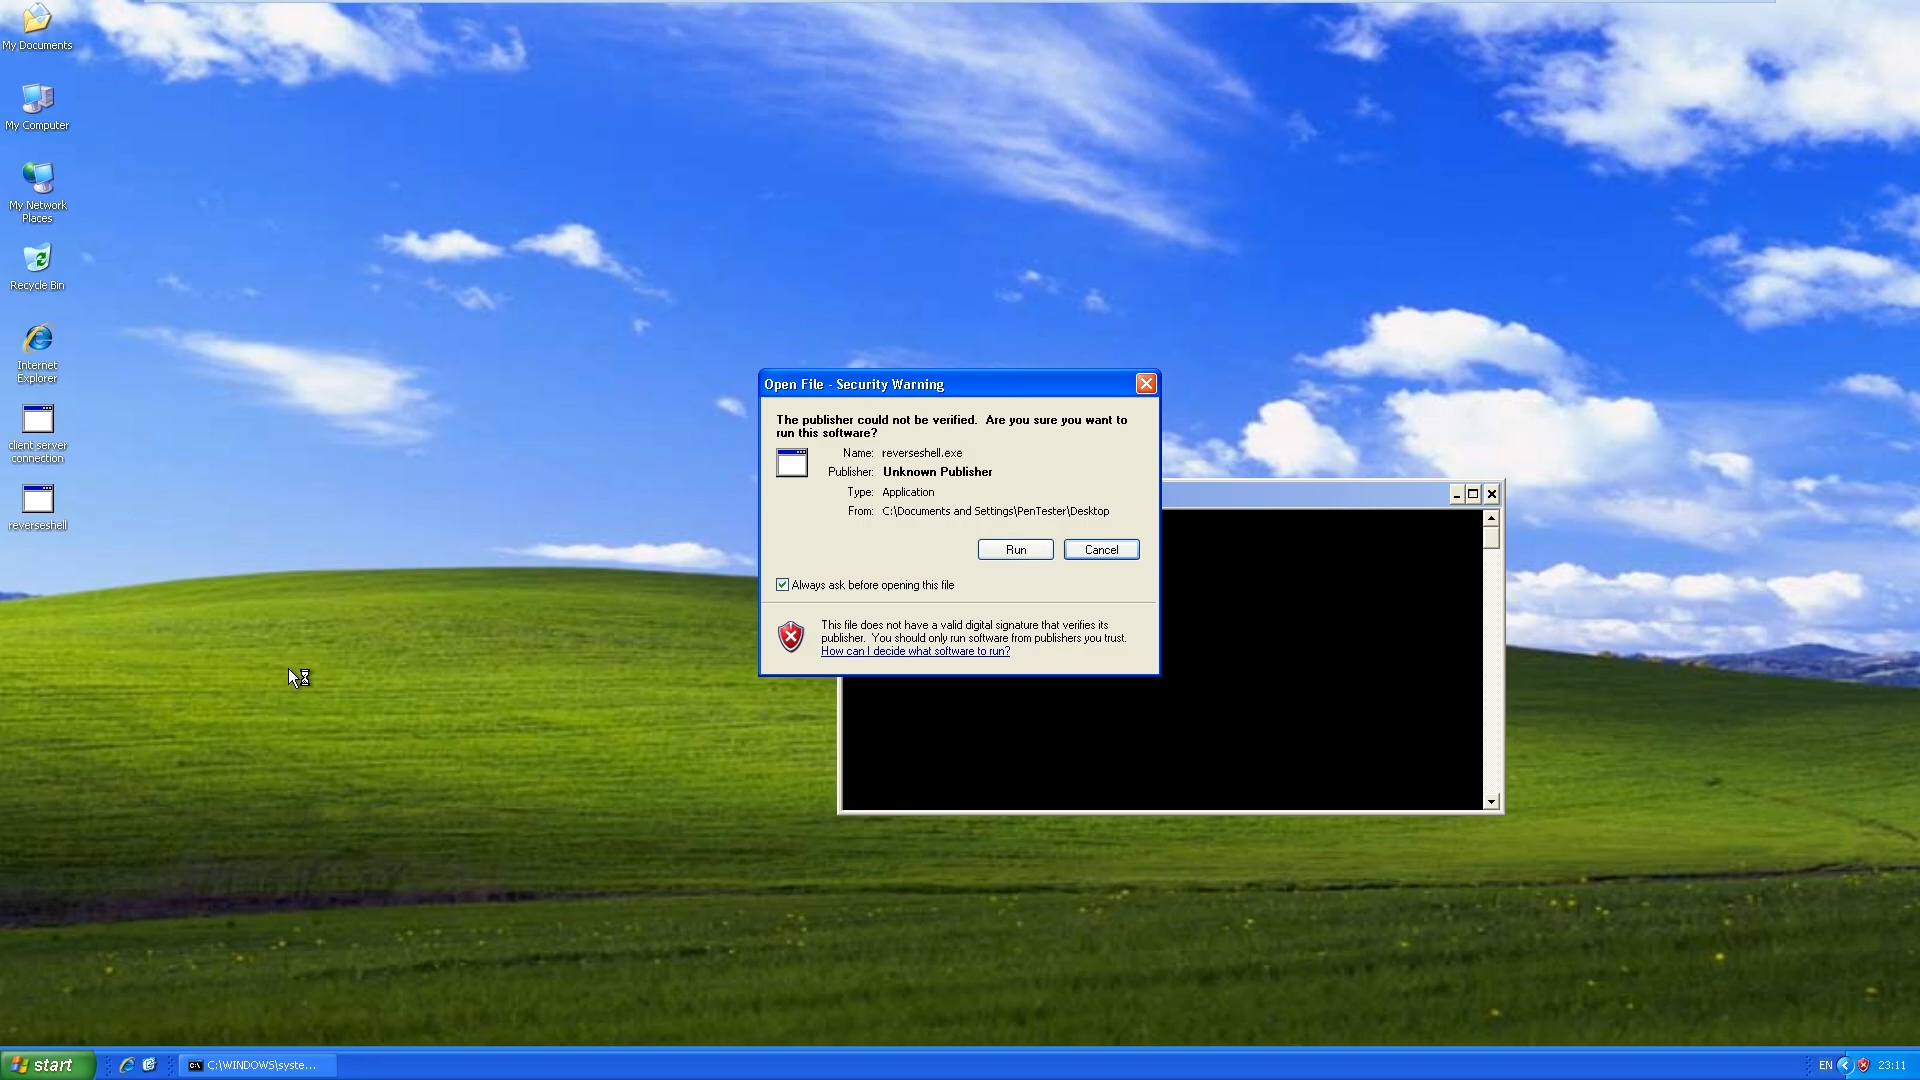 My Documents
My Computer
My Network
Places
Recycle Bin
Internet
Explorer
client server
connection
reverseshell
Open File - Security Warning
The publisher could not be verified.  Are you sure you want to
run this software?
Name: reverseshell.exe
Publisher: Unknown Publisher
Type: Application
From: C:\Documents and Settings\PenTester\Desktop
Run Cancel
Always ask before opening this file
This file does not have a valid digital signature that verifies its
publisher.  You should only run software from publishers you trust.
How can I decide what software to run?
start C:\WINDOWS\syste... EN 23:11